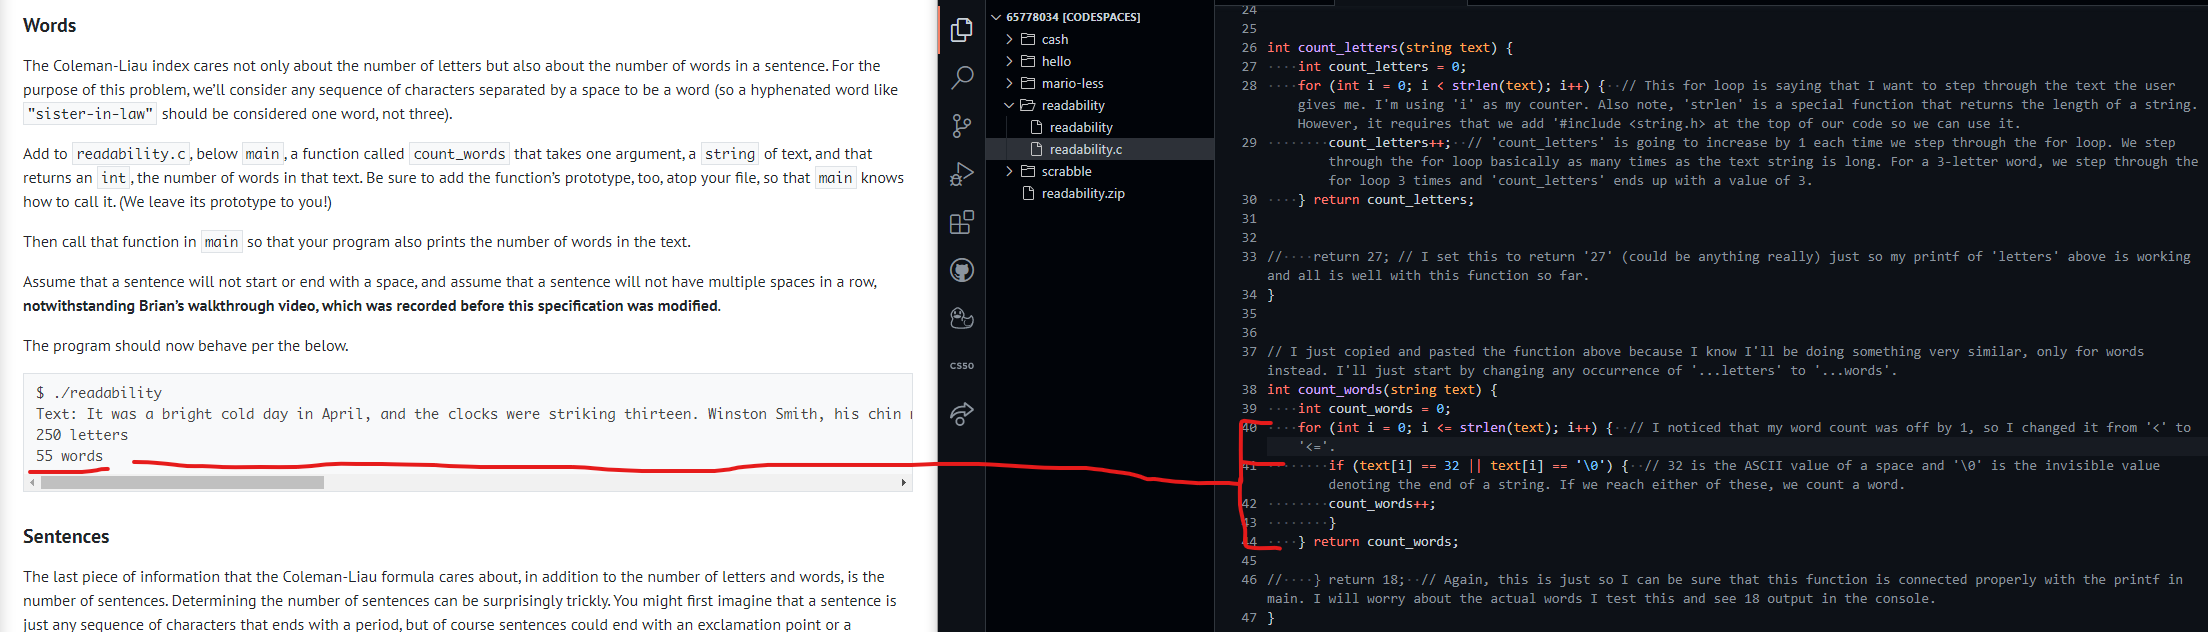 Words
The Coleman-Liau index cares not only about the number of letters but also about the number of words in a sentence. For the
purpose of this problem, we'll consider any sequence of characters separated by a space to be a word (so a hyphenated word like
"sister-in-law" should be considered one word, not three).
Add to readability.c, below main, a function called count_words that takes one argument, a string of text, and that
returns an int, the number of words in that text. Be sure to add the function's prototype, too, atop your file, so that main knows
how to call it. (We leave its prototype to you!)
Then call that function in main so that your program also prints the number of words in the text.
Assume that a sentence will not start or end with a space, and assume that a sentence will not have multiple spaces in a row,
notwithstanding Brian's walkthrough video, which was recorded before this specification was modified.
The program should now behave per the below.
$ ./readability
Text: It was a bright cold day in April, and the clocks were striking thirteen. Winston Smith, his chin
250 letters
55 words
Sentences
The last piece of information that the Coleman-Liau formula cares about, in addition to the number of letters and words, is the
number of sentences. Determining the number of sentences can be surprisingly trickly. You might first imagine that a sentence is
just any sequence of characters that ends with a period, but of course sentences could end with an exclamation point or a
CS50
65778034 [CODESPACES]
cash
hello
mario-less
readability
readability
readability.c
scrabble
readability.zip
24
25
26 int count_letters(string text) {
27 ····int count_letters = 0;
28 ····for (int i = 0; i < strlen(text); i++) {··// This for loop is saying that I want to step through the text the user
gives me. I'm using 'i' as my counter. Also note, 'strlen' is a special function that returns the length of a string.
However, it requires that we add '#include <string.h> at the top of our code so we can use it.
29 ········count_letters++;··// 'count_letters' is going to increase by 1 each time we step through the for loop. We step
through the for loop basically as many times as the text string is long. For a 3-letter word, we step through the
for loop 3 times and 'count_letters' ends up with a value of 3.
30 ····} return count_letters;
31
32
33 //····return 27; // I set this to return '27' (could be anything really) just so my printf of 'letters' above is working
and all is well with this function so far.
34 }
35
36
37 // I just copied and pasted the function above because I know I'll be doing something very similar, only for words
instead. I'll just start by changing any occurrence of '...letters' to '...words'.
38 int count_words(string text) {
39 ····int count_words = 0;
40 ····for (int i = 0; i <= strlen(text); i++) {··// I noticed that my word count was off by 1, so I changed it from '<' to
'<='.
41 ········if (text[i] == 32 || text[i] == '\0') {··// 32 is the ASCII value of a space and '\0' is the invisible value
denoting the end of a string. If we reach either of these, we count a word.
42 ········count_words++;
43 ········}
44 ····} return count_words;
45
46 //····} return 18;··// Again, this is just so I can be sure that this function is connected properly with the printf in
main. I will worry about the actual words I test this and see 18 output in the console.
47 }